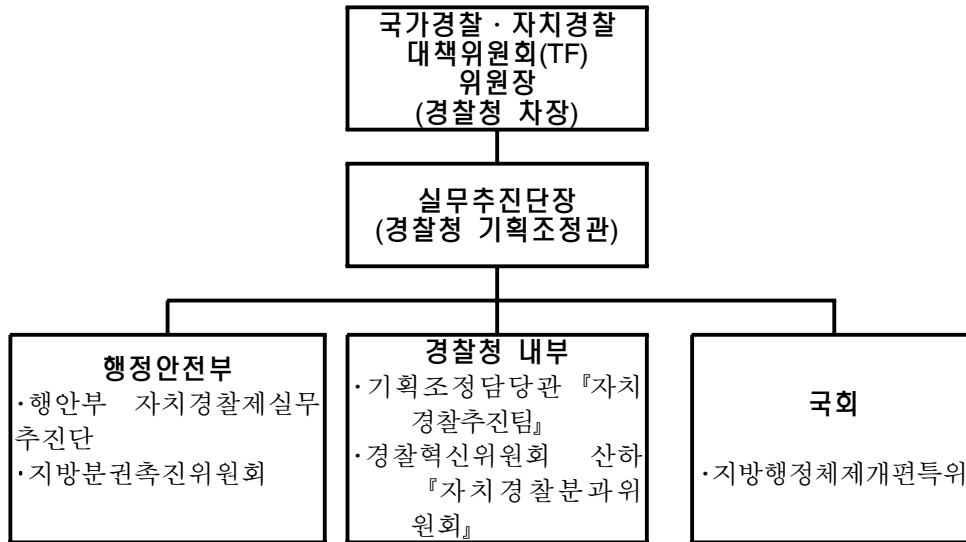 국가경찰 · 자치경찰
대책위원회(TF)
위원장
(경찰청 차장)
실무추진단장
(경찰청 기획조정관)
행정안전부
·행안부 자치경찰제실무
추진단
·지방분권촉진위원회
경찰청 내부
·기획조정담당관 『자치
경찰추진팀』
·경찰혁신위원회 산하
『자치경찰분과위
원회』
국회
·지방행정체제개편특위